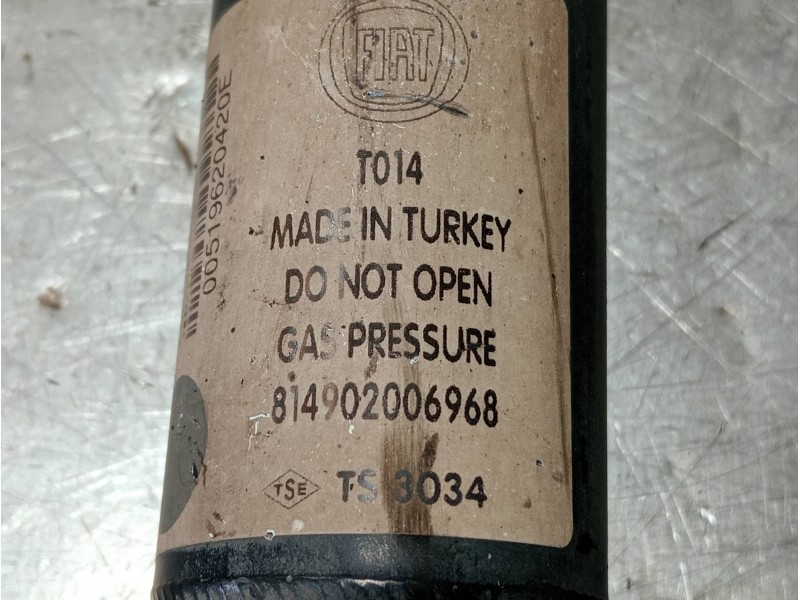 FIAT
T014
MADE IN TURKEY
DO NOT OPEN
GAS PRESSURE
814902006968
TSE TS 3034
00519620420E